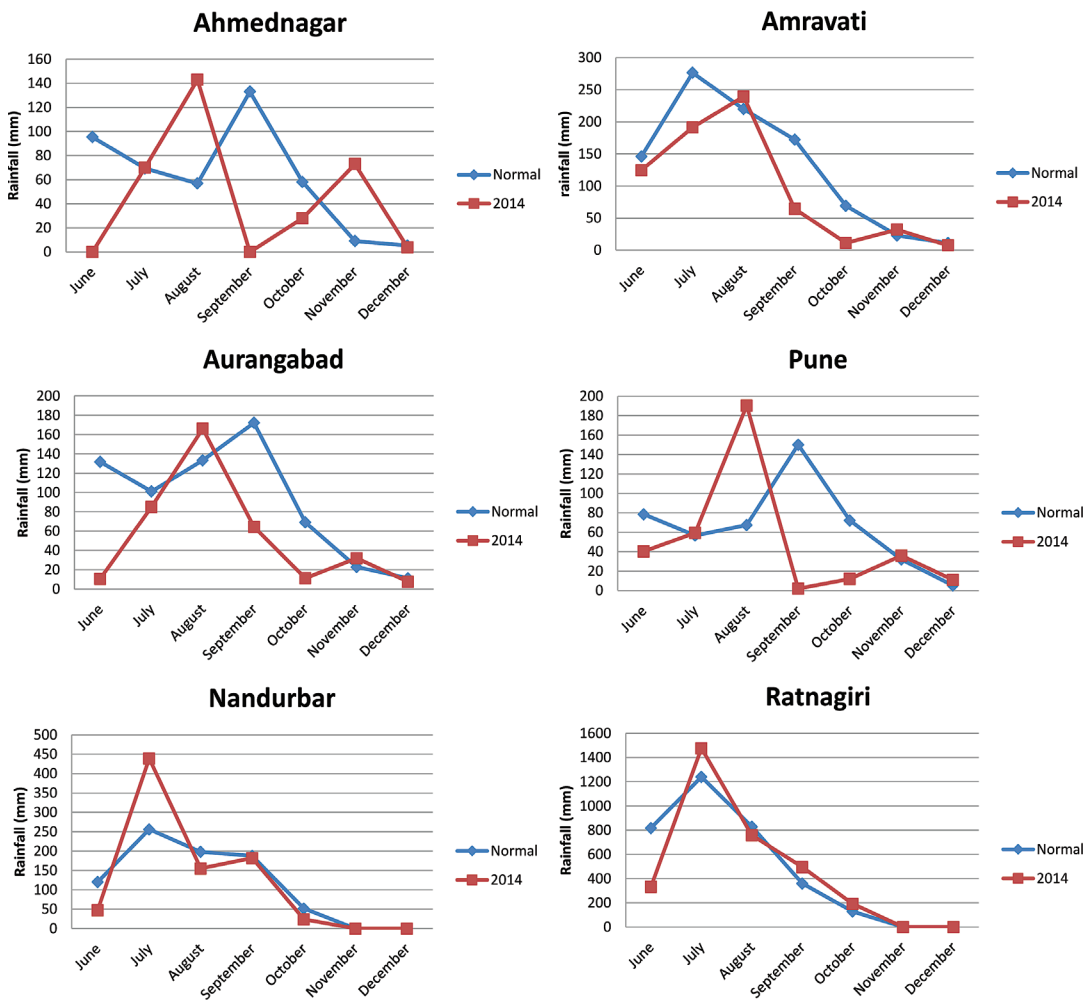 Ahmednagar
Rainfall (mm)
160
140
120
100
80
60
40
20
0
June
July
August
September
October
November
December
Normal
2014
Amravati
rainfall (mm)
300
250
200
150
100
50
0
June
July
August
September
October
November
December
Normal
2014
Aurangabad
Rainfall (mm)
200
180
160
140
120
100
80
60
40
20
0
June
July
August
September
October
November
December
Normal
2014
Pune
Rainfall (mm)
200
180
160
140
120
100
80
60
40
20
0
June
July
August
September
October
November
December
Normal
2014
Nandurbar
Rainfall (mm)
500
450
400
350
300
250
200
150
100
50
0
June
July
August
September
October
November
December
Normal
2014
Ratnagiri
Rainfall (mm)
1600
1400
1200
1000
800
600
400
200
0
June
July
August
September
October
November
December
Normal
2014